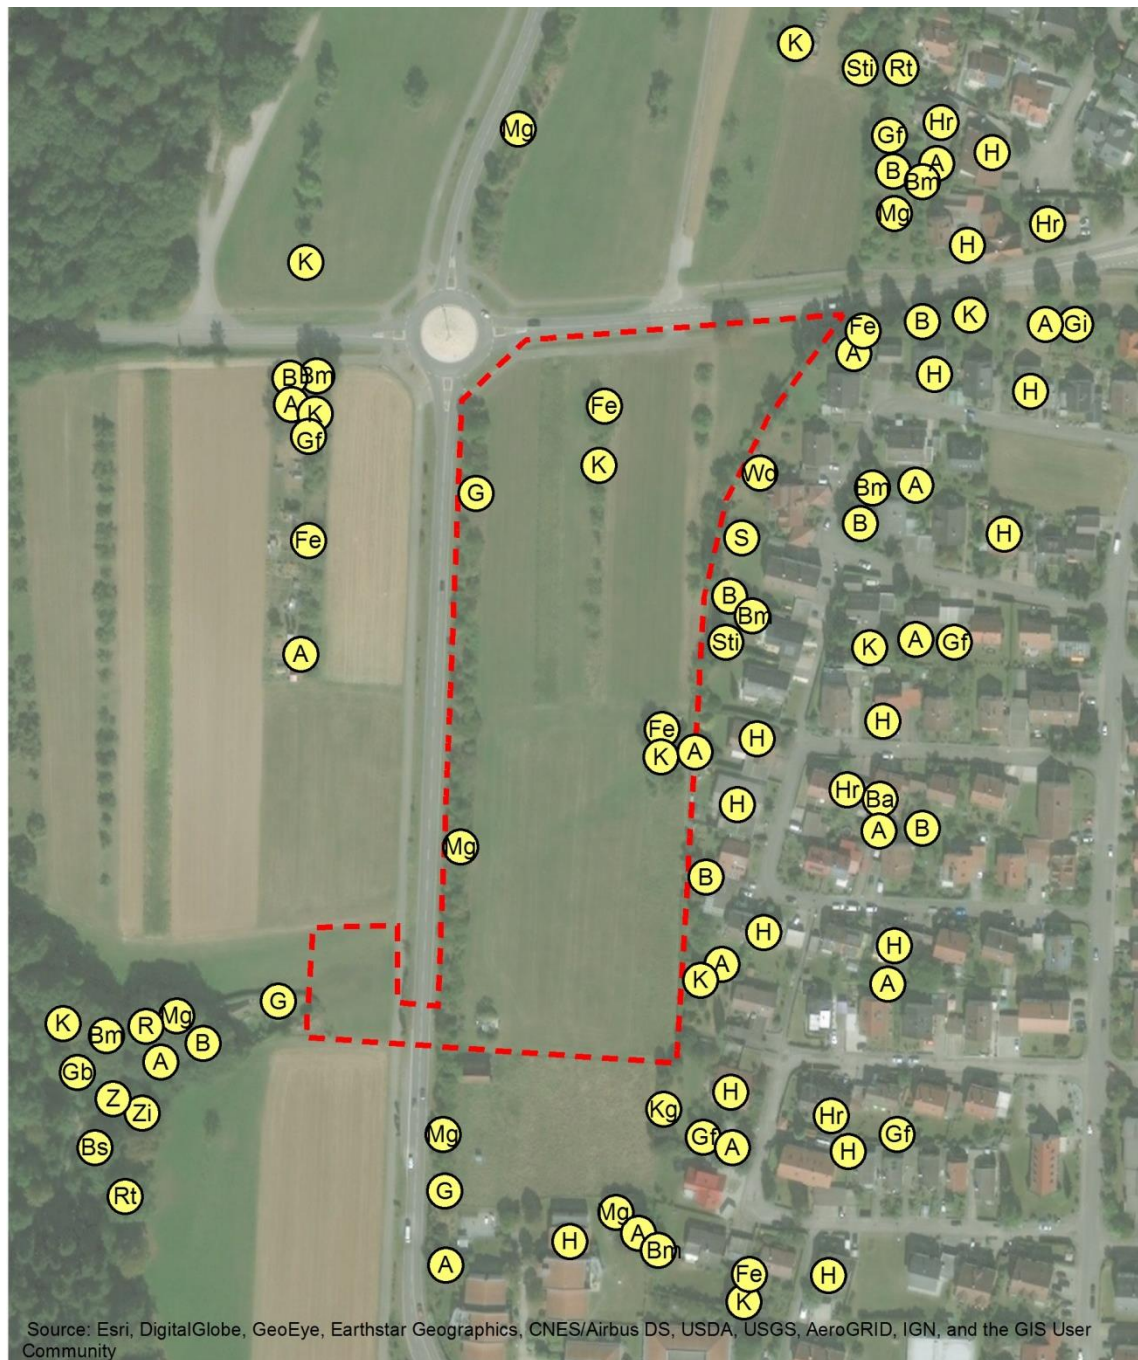 K
Sti Rt
Mg
Gf Hr
H
A
B
Bm
Mg
Hr
H
K
K
B
A Gi
Fe
A
H
H
B Bm
A
K
Gf
Fe
K
G
Wd
Bm A
B
H
S
Fe
B
Bm
Sti
K A Gf
A
H
Fe
K A
H
Hr
Ba
H
A B
Mg
B
H
H
A
K
A
G
Mg
K
R
Bm
B
A
Gb
Z
Zi
Bs
Rt
H
Kg
Hr
Gf
A
Gf
H
Mg
G
Mg
A
Bm
H
A
Fe
K
H
Source: Esri, DigitalGlobe, GeoEye, Earthstar Geographics, CNES/Airbus DS, USDA, USGS, AeroGRID, IGN, and the GIS User
Community